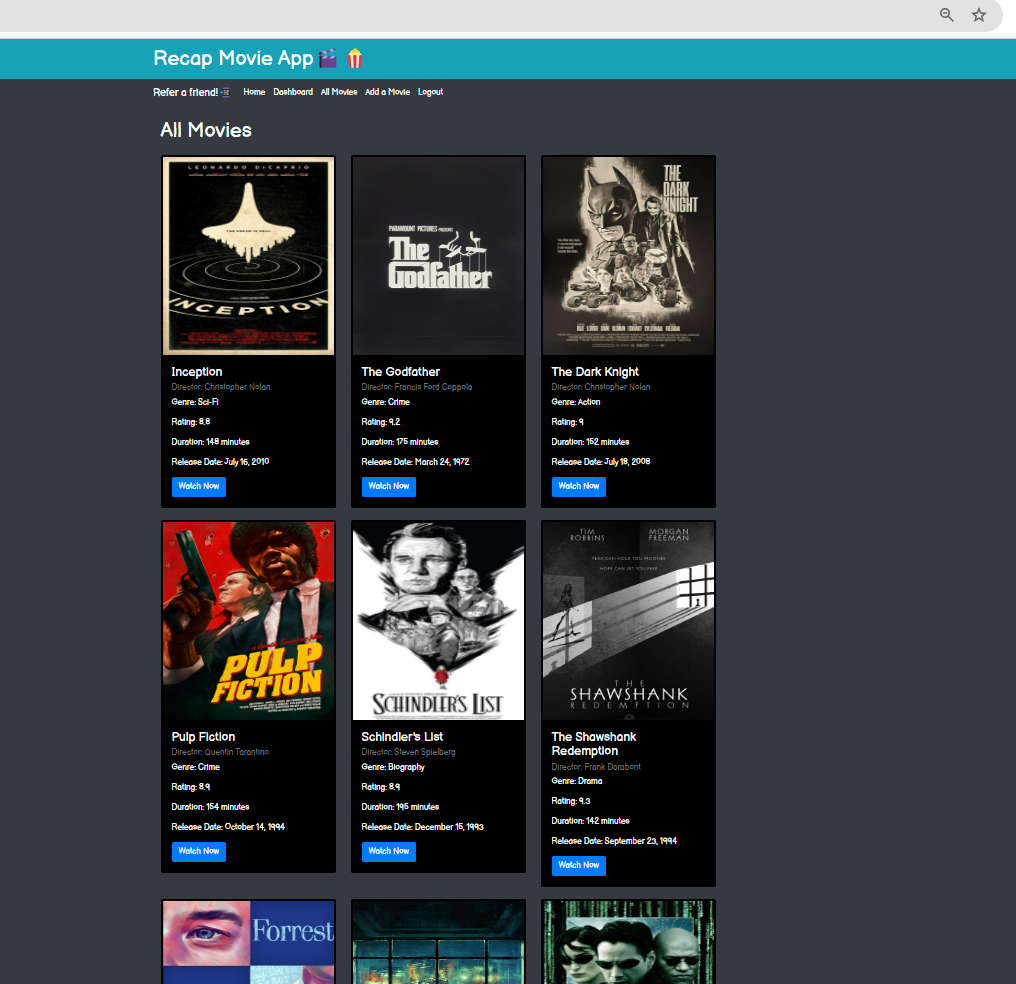 Recap Movie App
Refer a friend! Home Dashboard All Movies Add a Movie Logout
All Movies
LEONARDO DiCAPRIO
THE DREAM IS REAL
INCEPTION
PARAMOUNT PICTURES PRESENTS
The
Godfather
THE
DARK
KNIGHT
Inception
Director: Christopher Nolan
Genre: Sci-Fi
Rating: 8.8
Duration: 148 minutes
Release Date: July 16, 2010
Watch Now
The Godfather
Director: Francis Ford Coppola
Genre: Crime
Rating: 9.2
Duration: 175 minutes
Release Date: March 24, 1972
Watch Now
The Dark Knight
Director: Christopher Nolan
Genre: Action
Rating: 9
Duration: 152 minutes
Release Date: July 18, 2008
Watch Now
PULP
FICTION
SCHINDLER'S LIST
TIM
ROBBINS
MORGAN
FREEMAN
FEAR CAN HOLD YOU PRISONER
HOPE CAN SET YOU FREE
THE
SHAWSHANK
REDEMPTION
Pulp Fiction
Director: Quentin Tarantino
Genre: Crime
Rating: 8.9
Duration: 154 minutes
Release Date: October 14, 1994
Watch Now
Schindler's List
Director: Steven Spielberg
Genre: Biography
Rating: 8.9
Duration: 195 minutes
Release Date: December 15, 1993
Watch Now
The Shawshank
Redemption
Director: Frank Darabont
Genre: Drama
Rating: 9.3
Duration: 142 minutes
Release Date: September 23, 1994
Watch Now
Forrest